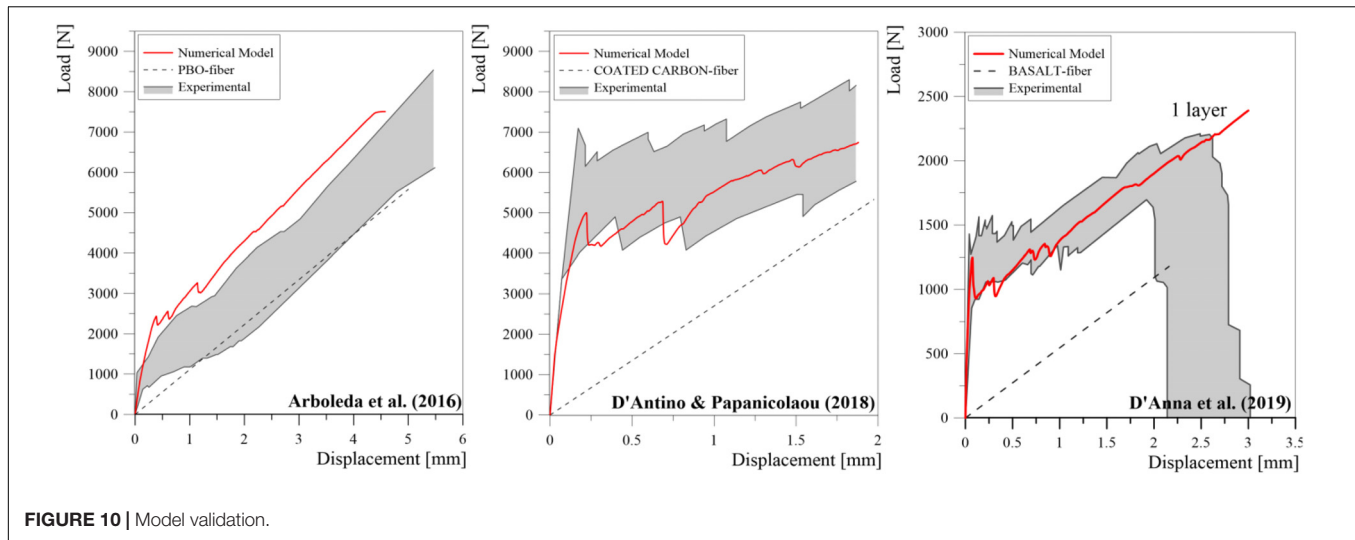 Load [N]
9000
8000
7000
6000
5000
4000
3000
2000
1000
0
Numerical Model
PBO-fiber
Experimental
Arboleda et al. (2016)
0 1 2 3 4 5 6
Displacement [mm]
Load [N]
9000
8000
7000
6000
5000
4000
3000
2000
1000
0
Numerical Model
COATED CARBON-fiber
Experimental
D'Antino & Papanicolaou (2018)
0 0.5 1 1.5 2
Displacement [mm]
Load [N]
3000
2500
2000
1500
1000
500
0
Numerical Model
BASALT-fiber
Experimental
1 layer
D'Anna et al. (2019)
0 0.5 1 1.5 2 2.5 3 3.5
Displacement [mm]
FIGURE 10 | Model validation.